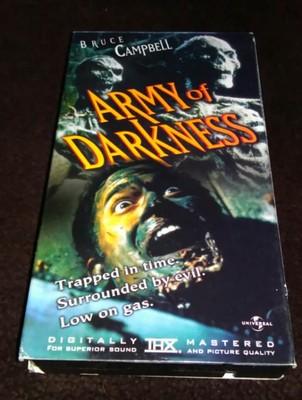 BRUCE CAMPBELL
ARMY of
DARKNESS
Trapped in time.
Surrounded by evil.
Low on gas.
UNIVERSAL
DIGITALLY THX MASTERED
FOR SUPERIOR SOUND AND PICTURE QUALITY